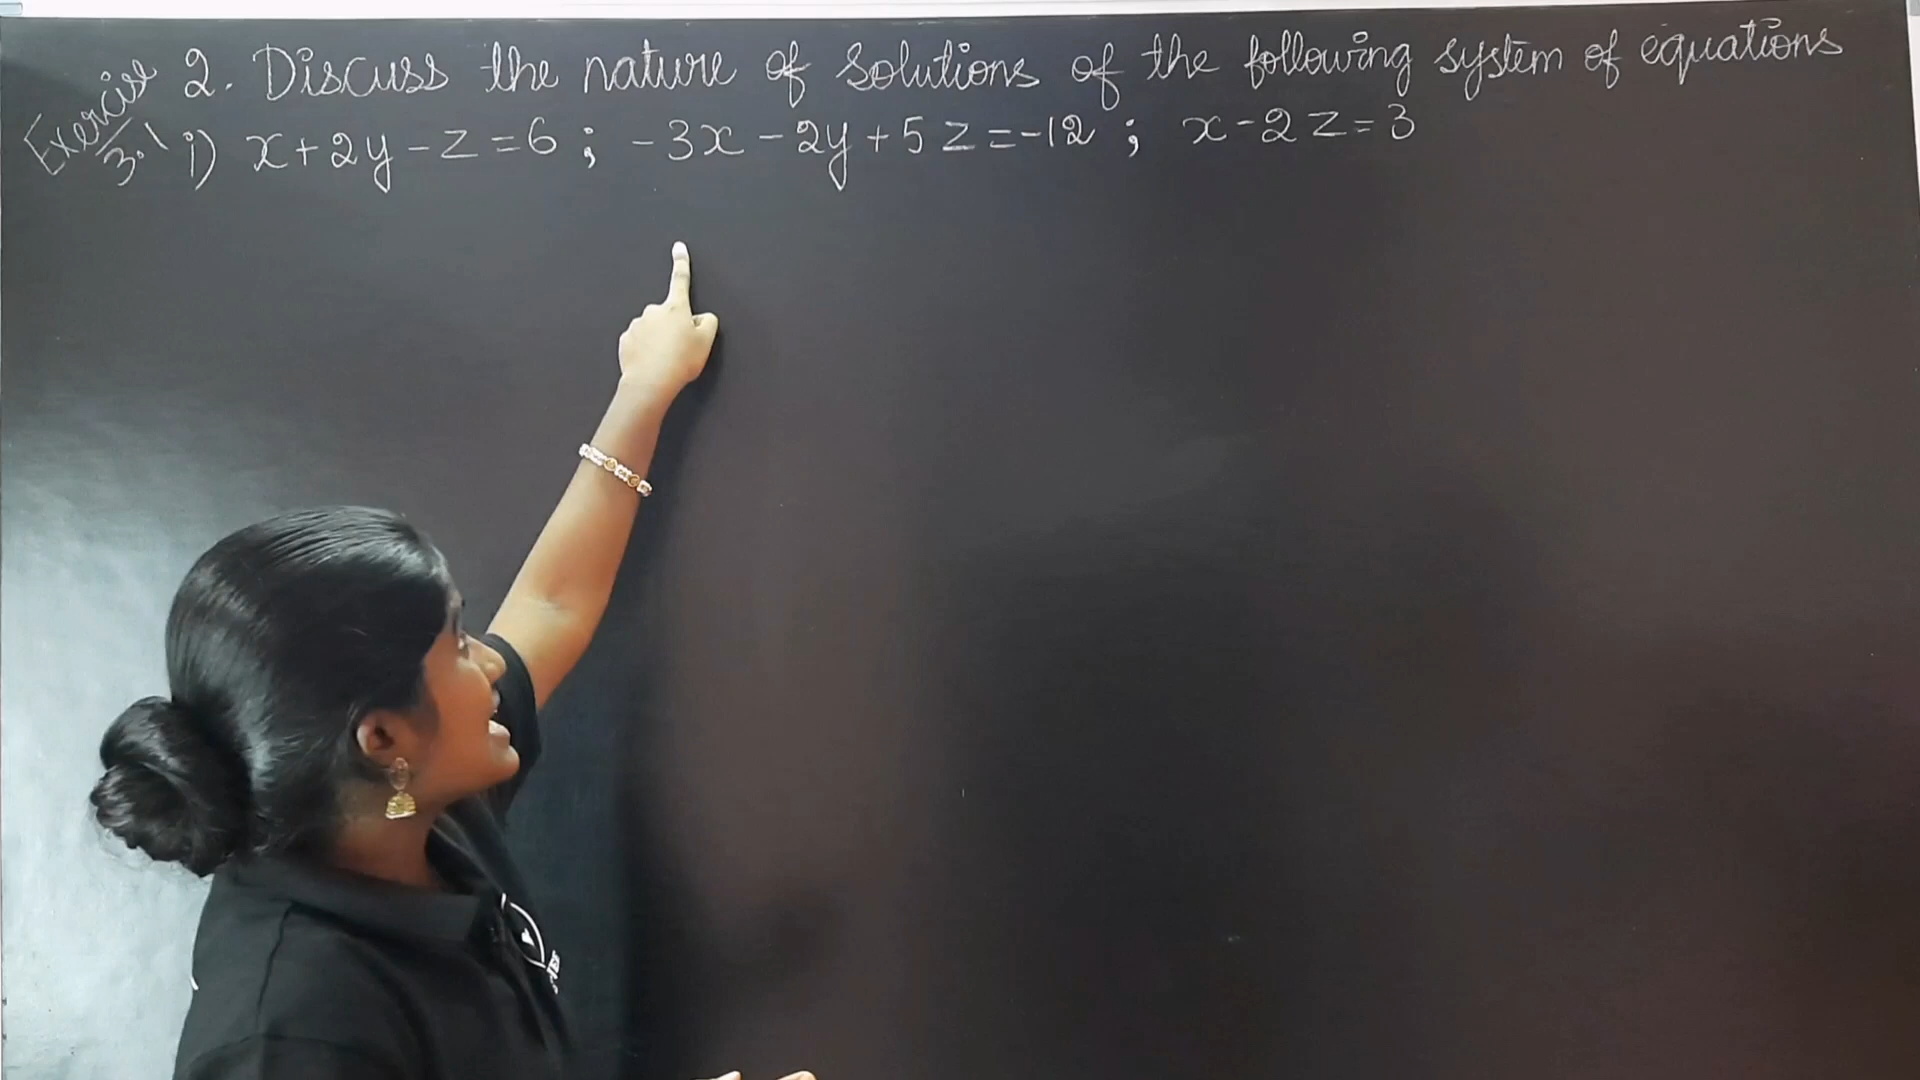 Exercise 3.1
2. Discuss the nature of solutions of the following system of equations
i) x+2y-z=6 ; -3x-2y+5z=-12 ; x-2z=3